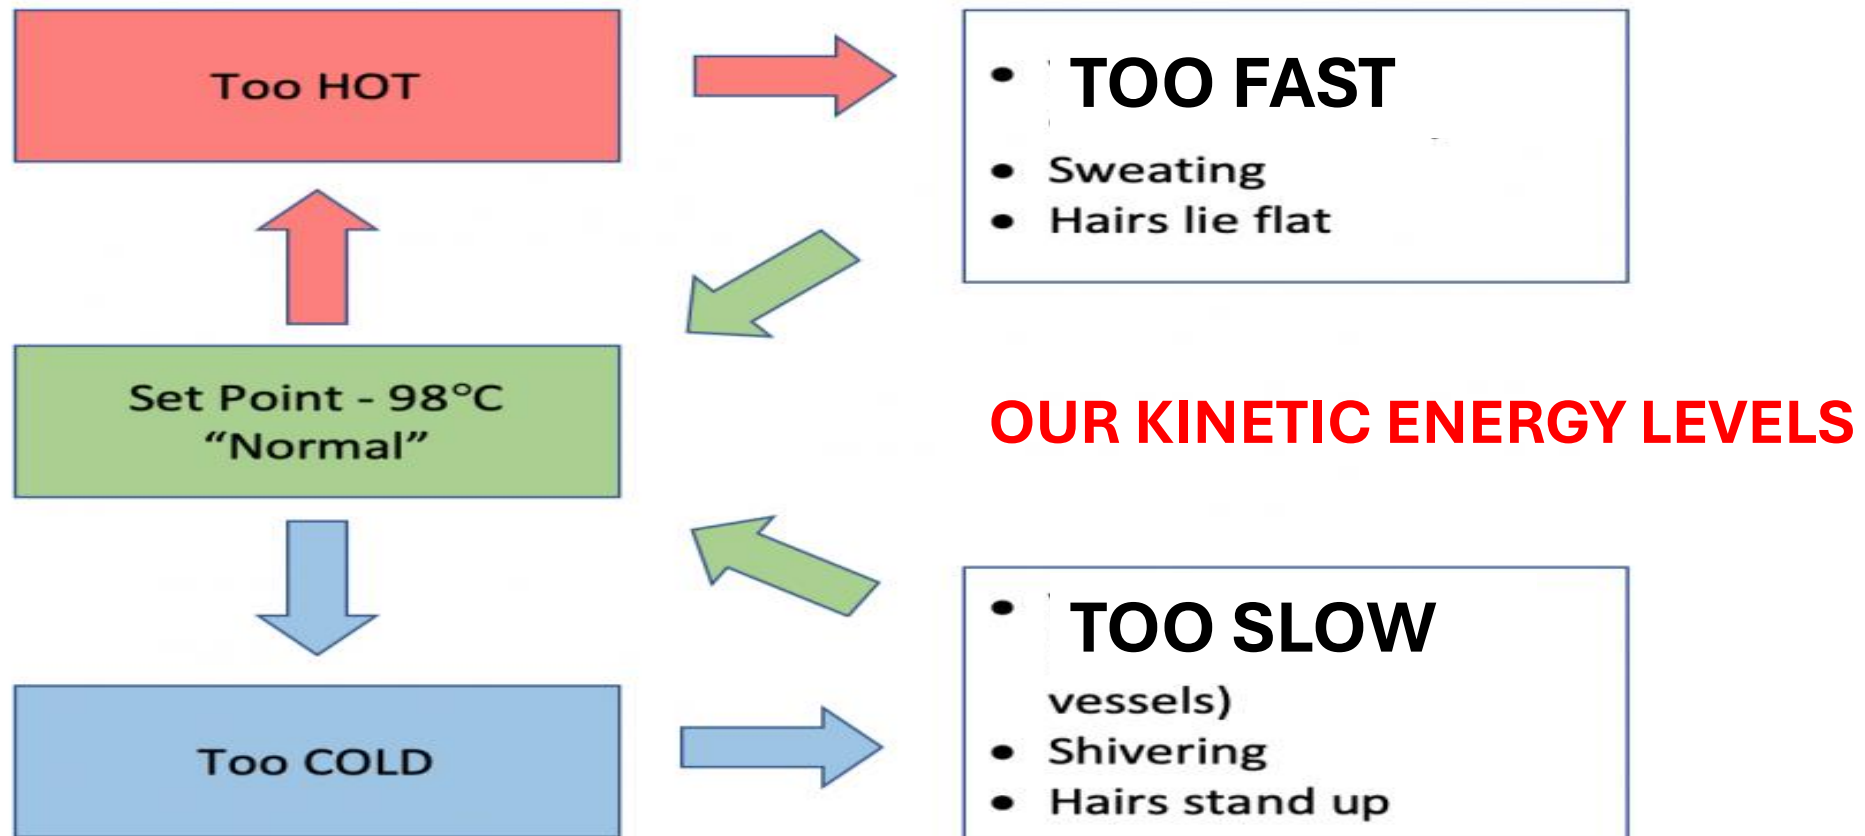 Too HOT
• TOO FAST
• Sweating
• Hairs lie flat
Set Point - 98°C
“Normal”
OUR KINETIC ENERGY LEVELS
Too COLD
• TOO SLOW
vessels)
• Shivering
• Hairs stand up